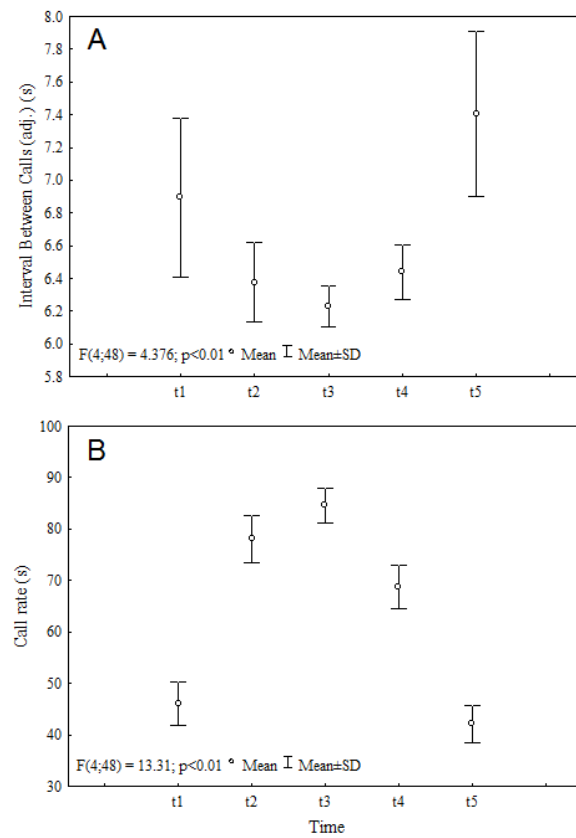 A
Interval Between Calls (adj.) (s)
8.0
7.8
7.6
7.4
7.2
7.0
6.8
6.6
6.4
6.2
6.0
5.8
F(4;48) = 4.376; p<0.01 Mean Mean±SD
t1 t2 t3 t4 t5
B
Call rate (s)
100
90
80
70
60
50
40
30
F(4;48) = 13.31; p<0.01 Mean Mean±SD
t1 t2 t3 t4 t5
Time